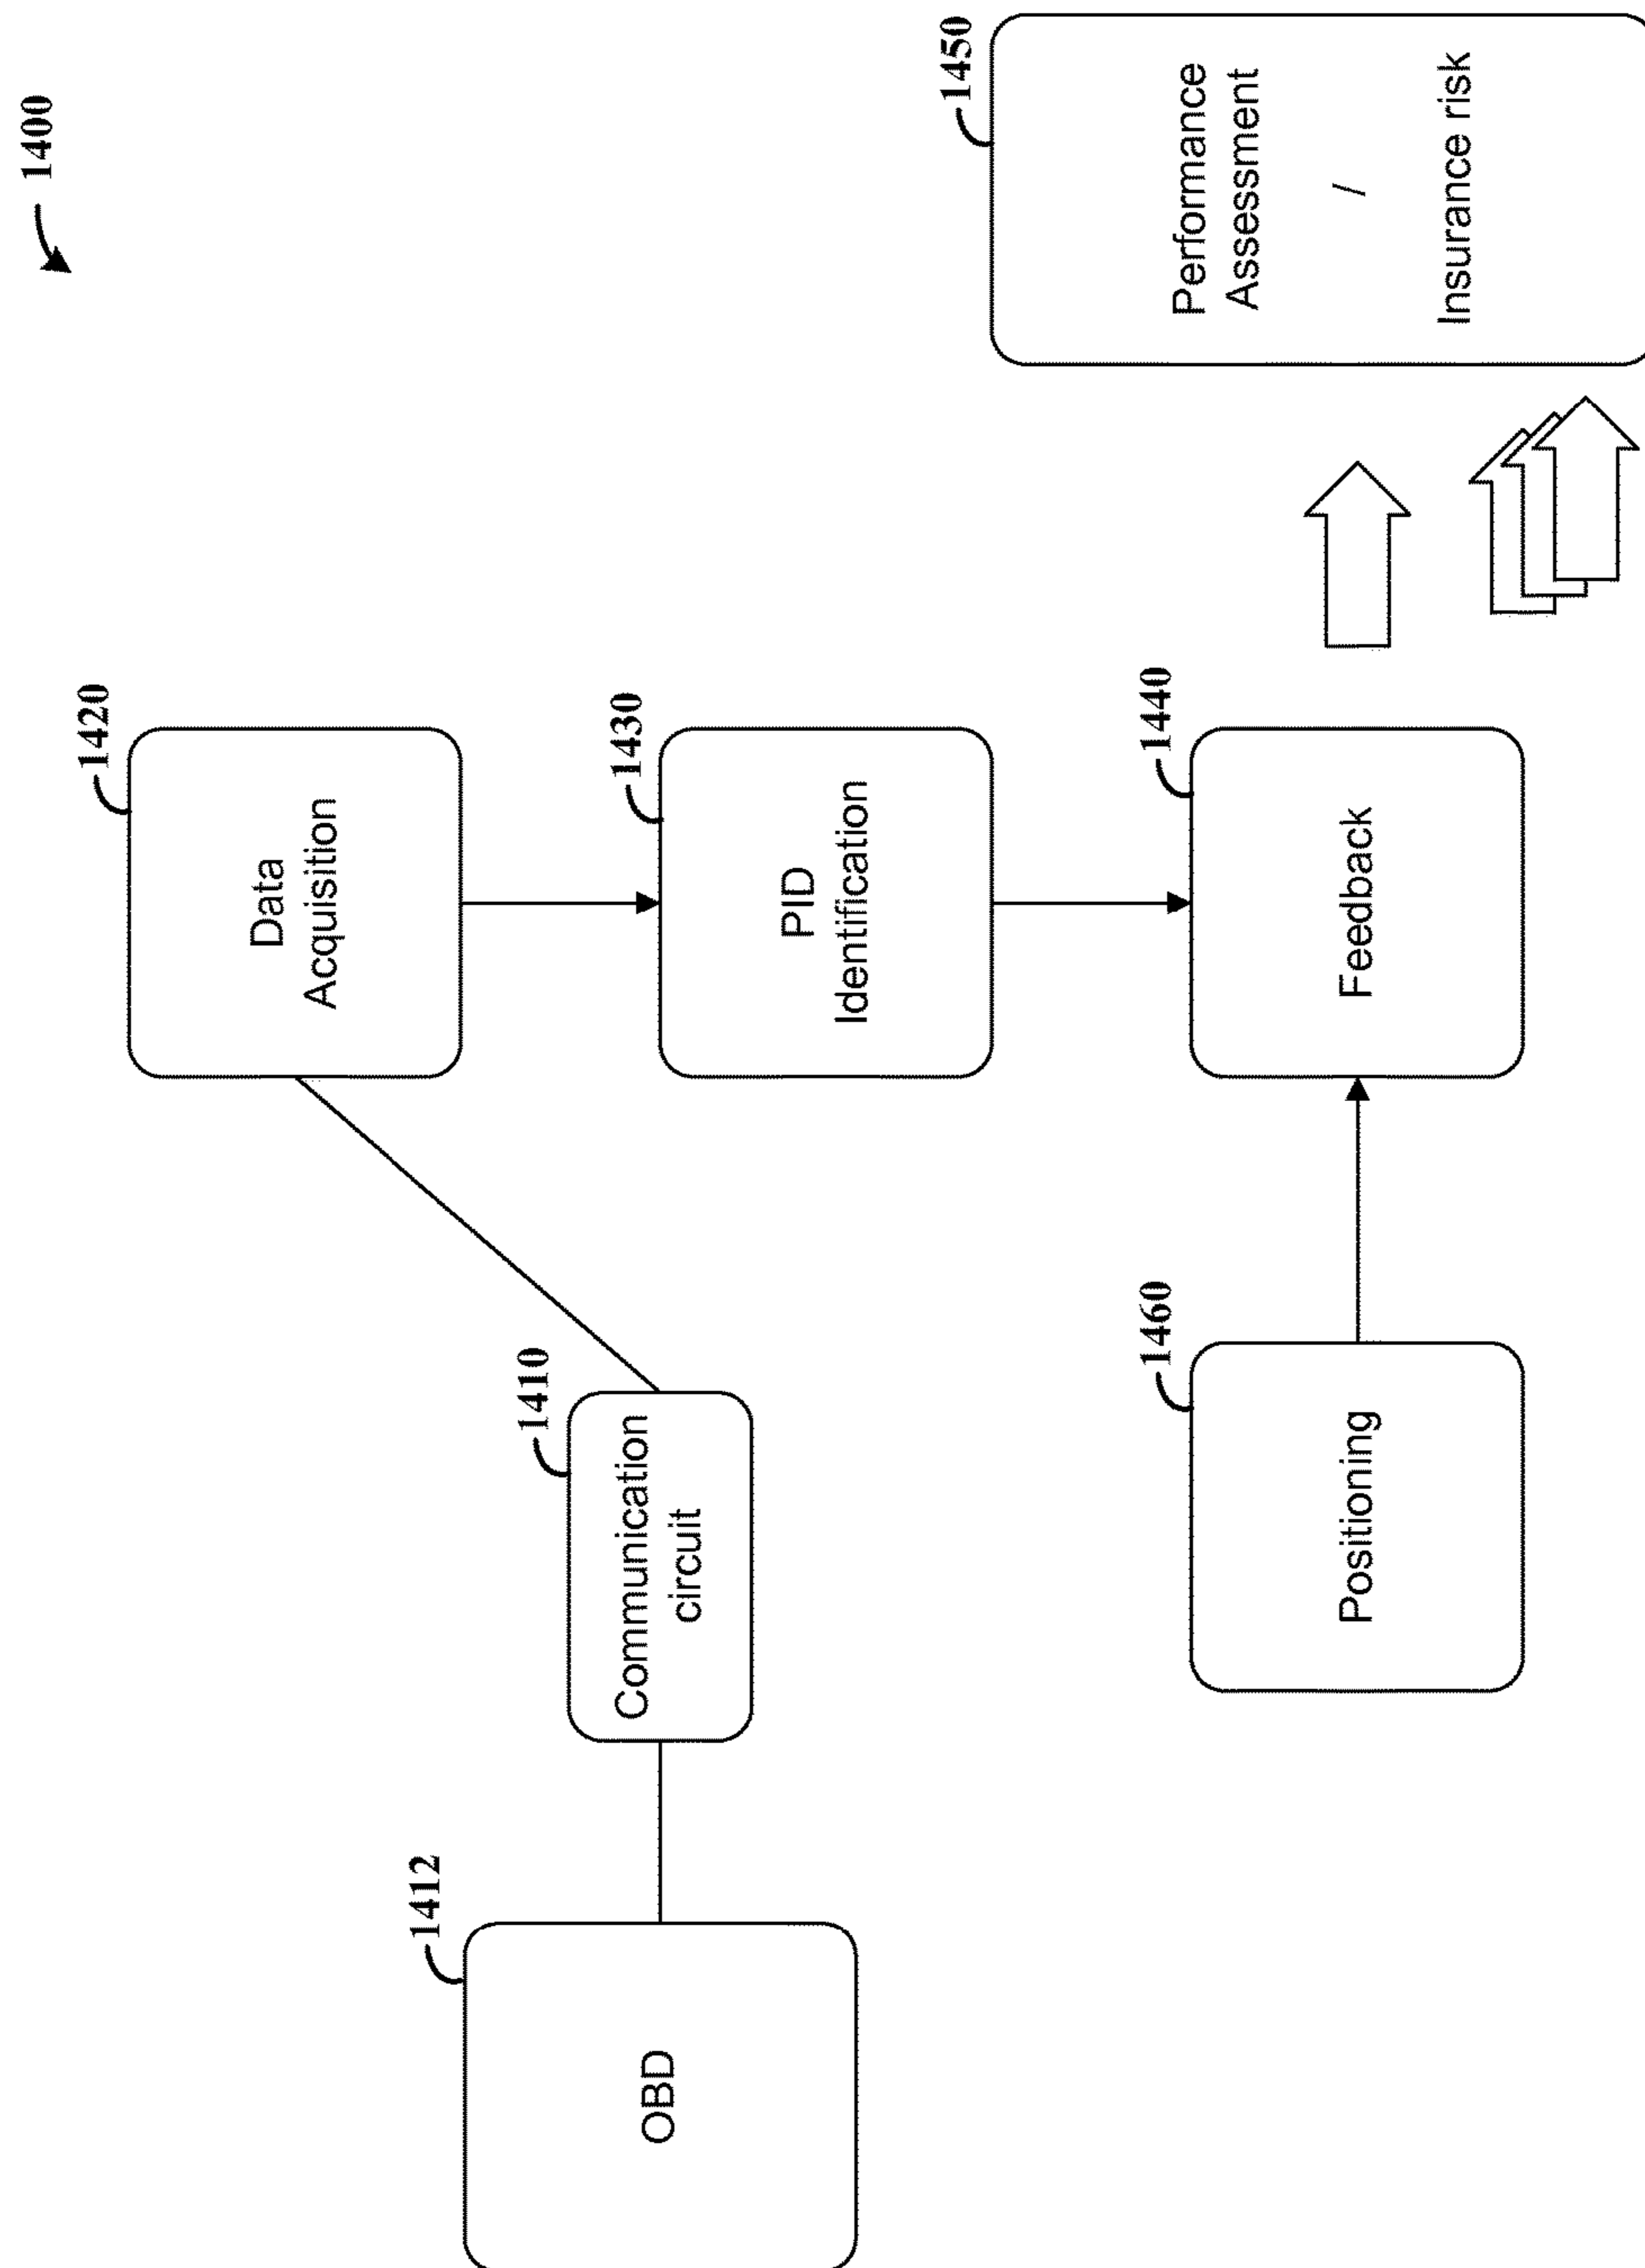 1400
1420
Data
Acquisition
1430
PID
Identification
1410
Communication
circuit
1412
OBD
1440
Feedback
1460
Positioning
1450
Performance
Assessment
/
Insurance risk